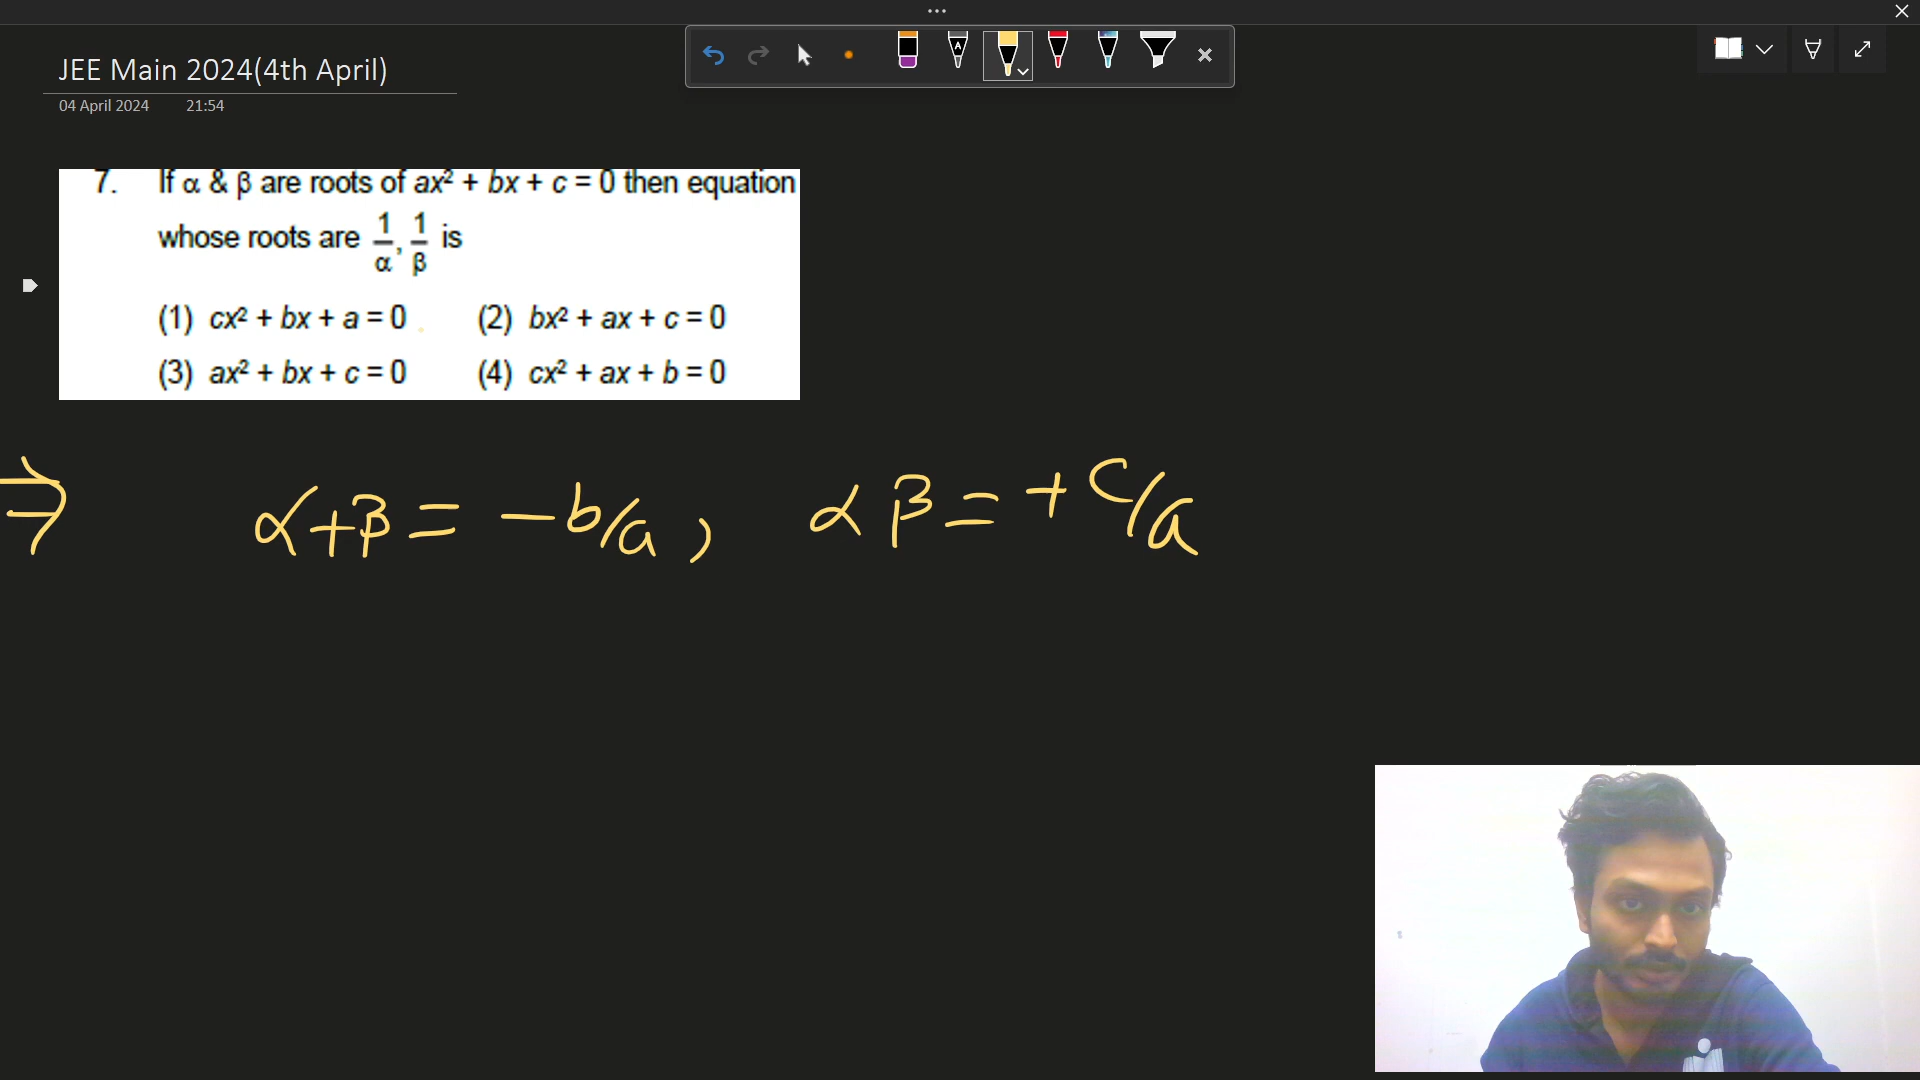 JEE Main 2024(4th April)
04 April 2024 21:54
7. If α & β are roots of ax² + bx + c = 0 then equation
whose roots are 1/α, 1/β is
(1) cx² + bx + a = 0 (2) bx² + ax + c = 0
(3) ax² + bx + c = 0 (4) cx² + ax + b = 0
⇒ α+β = -b/a , αβ = +c/a